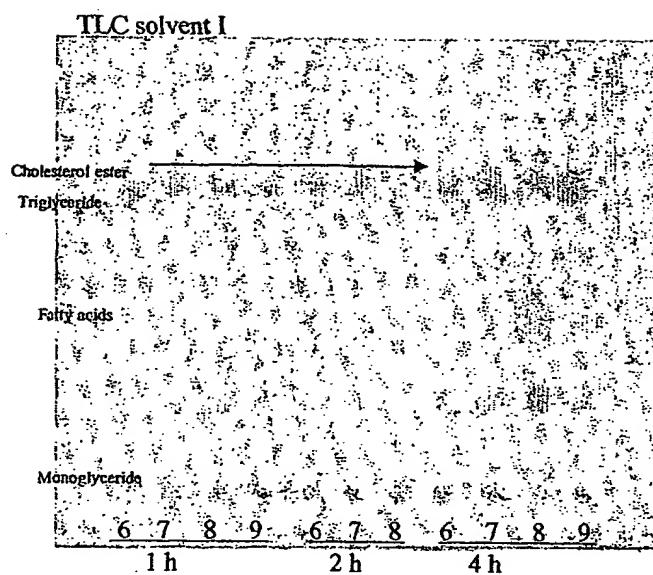 TLC solvent I
Cholesterol ester
Triglyceride
Fatty acids
Monoglyceride
6 7 8 9 6 7 8 6 7 8 9
1 h 2 h 4 h